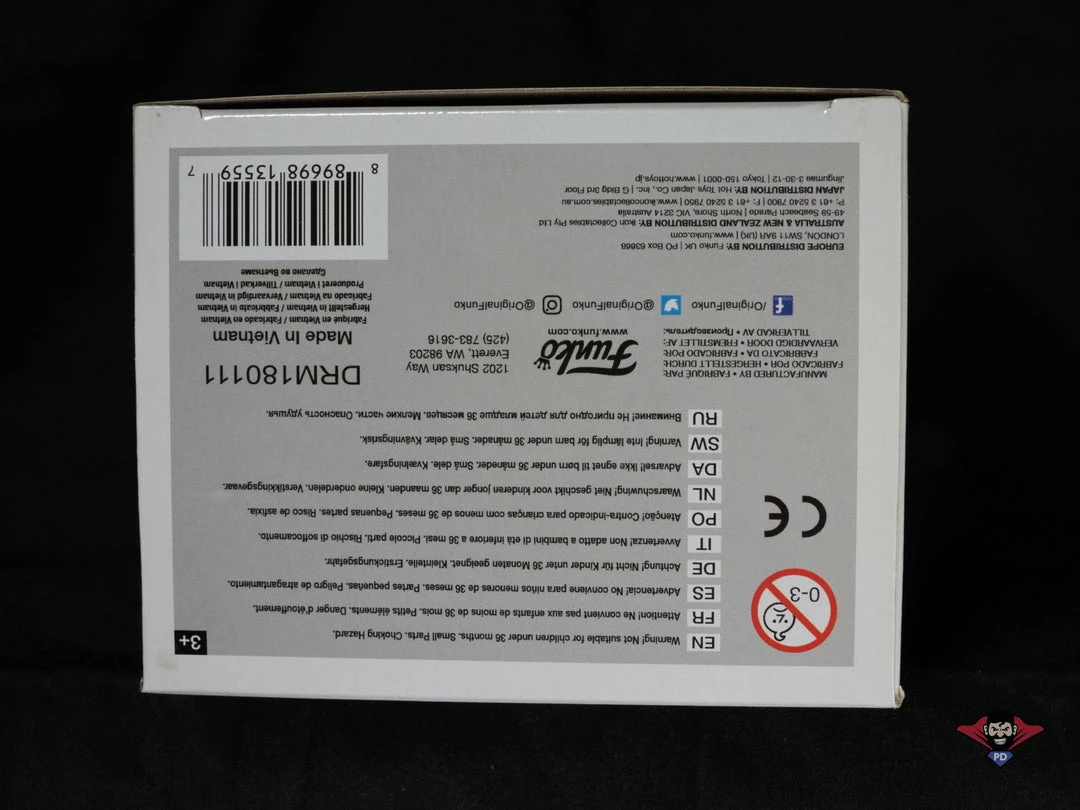 3+
0-3
EN Warning! Not suitable for children under 36 months. Small Parts. Choking Hazard.
FR Attention! Ne convient pas aux enfants de moins de 36 mois. Petits éléments. Danger d'étouffement.
ES Advertencia! No conviene para niños menores de 36 meses. Partes pequeñas. Peligro de atragantamiento.
DE Achtung! Nicht für Kinder unter 36 Monaten geeignet. Kleinteile. Erstickungsgefahr.
IT Avvertenza! Non adatto a bambini di età inferiore a 36 mesi. Piccole parti. Rischio di soffocamento.
PO Atenção! Contra-indicado para crianças com menos de 36 meses. Pequenas partes. Risco de asfixia.
NL Waarschuwing! Niet geschikt voor kinderen jonger dan 36 maanden. Kleine onderdelen. Verstikkingsgevaar.
DA Advarsel! Ikke egnet til børn under 36 måneder. Små dele. Kvælningsfare.
SW Varning! Inte lämplig för barn under 36 månader. Små delar. Kvävningsrisk.
RU Внимание! Не пригодно для детей младше 36 месяцев. Мелкие части. Опасность удушья.
CE
MANUFACTURED BY • FABRIQUÉ PAR:
FABRICADO POR • HERGESTELLT DURCH:
FABBRICATO DA • FABRICADO POR:
VERVAARDIGD DOOR • FREMSTILLET AF:
TILLVERKAD AV • Производитель:
Funko
www.funko.com
1202 Shuksan Way
Everett, WA 98203
(425) 783-3616
/OriginalFunko @OriginalFunko @OriginalFunko
EUROPE DISTRIBUTION BY: Funko UK | PO Box 63868
LONDON, SW11 9AR (UK) | www.funko.com
AUSTRALIA & NEW ZEALAND DISTRIBUTION BY: Ikon Collectables Pty Ltd
49-59 Saltbeach Parade | North Shore, VIC 3214 Australia
P: +61 3 5240 7900 | F: +61 3 5240 7950 | www.ikoncollectables.com.au
JAPAN DISTRIBUTION BY: Hot Toys Japan Co., Inc. | G Bldg 3rd Floor
Jingumae 3-30-12 | Tokyo 150-0001 | www.hottoys.jp
DRM180111
Made In Vietnam
Fabriqué en Vietnam / Fabricado en Vietnam
Hergestellt in Vietnam / Fabbricato in Vietnam
Fabricado na Vietnam / Vervaardigd in Vietnam
Produceret i Vietnam / Tillverkad i Vietnam
Сделано во Вьетнаме
8 89698 13559 7
PD